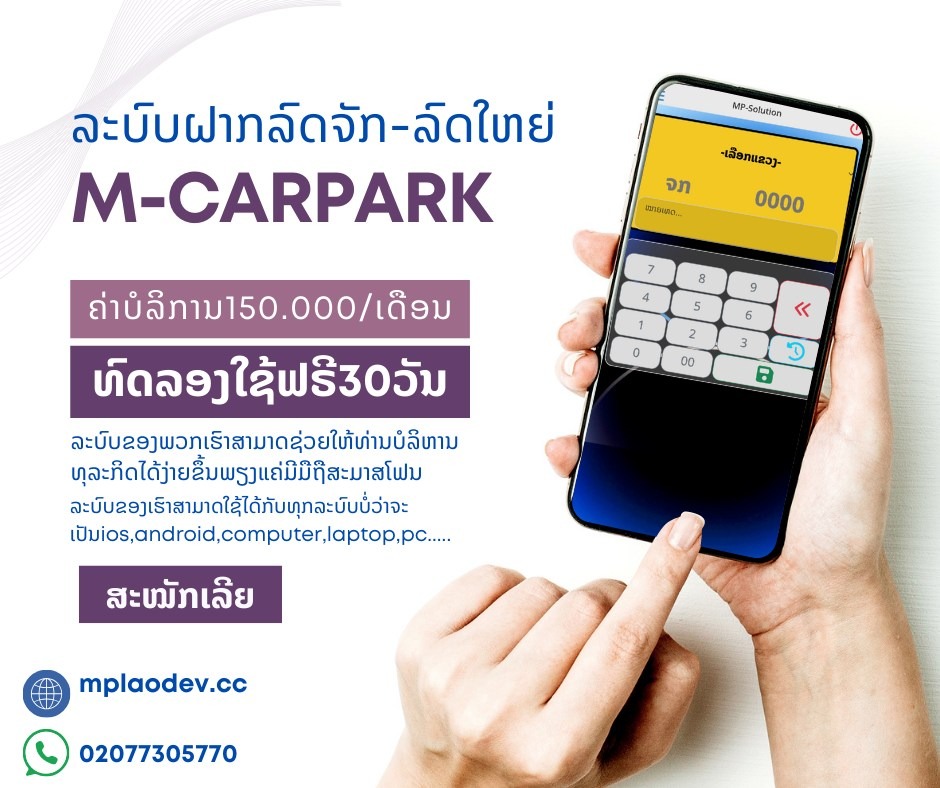 ລະບົບຝາກລົດຈັກ-ລົດໃຫຍ່
M-CARPARK
ຄ່າບໍລິການ150.000/ເດືອນ
ທົດລອງໃຊ້ຟຣີ30ວັນ
ລະບົບຂອງພວກເຮົາສາມາດຊ່ວຍໃຫ້ທ່ານບໍລິຫານ
ທຸລະກິດໄດ້ງ່າຍຂຶ້ນພຽງແຄ່ມີມືຖືສະມາສໂຟນ
ລະບົບຂອງເຮົາສາມາດໃຊ້ໄດ້ກັບທຸກລະບົບບໍ່ວ່າຈະ
ເປັນios,android,computer,laptop,pc.....
ສະໝັກເລີຍ
mplaodev.cc
02077305770
MP-Solution
-ເລືອກແຂວງ-
ຈກ 0000
ໝາຍເຫດ...
7 8 9
4 5 6
1 2 3
0 00